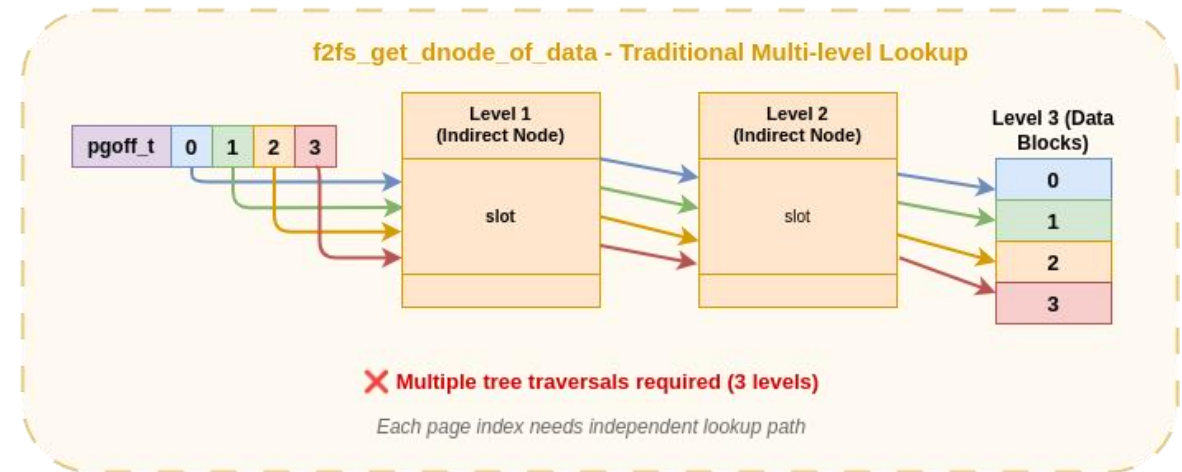 f2fs_get_dnode_of_data - Traditional Multi-level Lookup
pgoff_t 0 1 2 3
Level 1
(Indirect Node)
slot
Level 2
(Indirect Node)
slot
Level 3 (Data
Blocks)
0
1
2
3
❌ Multiple tree traversals required (3 levels)
Each page index needs independent lookup path